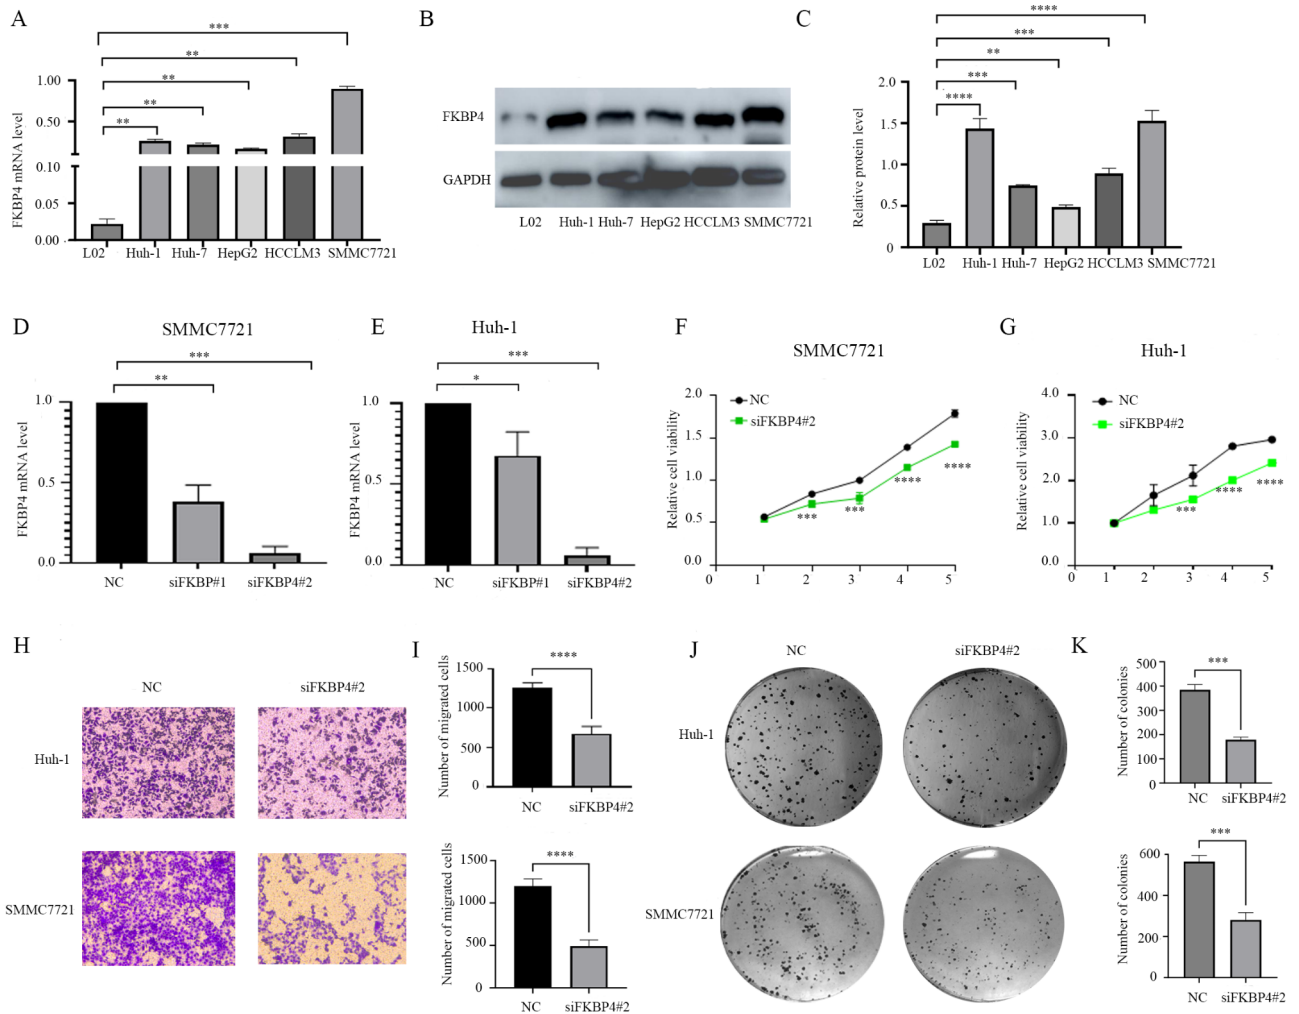 A
***
**
**
**
**
FKBP4 mRNA level
1.00
0.50
0.10
0.05
0.00
L02 Huh-1 Huh-7 HepG2 HCCLM3 SMMC7721
B
FKBP4
GAPDH
L02 Huh-1 Huh-7 HepG2 HCCLM3 SMMC7721
C
****
***
**
***
****
Relative protein level
2.0
1.5
1.0
0.5
0
L02 Huh-1 Huh-7 HepG2 HCCLM3 SMMC7721
D
SMMC7721
***
**
FKBP4 mRNA level
1.0
0.5
0.0
NC siFKBP#1 siFKBP4#2
E
Huh-1
***
*
FKBP4 mRNA level
1.0
0.5
0.0
NC siFKBP#1 siFKBP4#2
F
SMMC7721
Relative cell viability
2.0
1.5
1.0
0.5
0.0
NC
siFKBP4#2
*** *** **** ****
0 1 2 3 4 5
G
Huh-1
Relative cell viability
4.0
3.0
2.0
1.0
0.0
NC
siFKBP4#2
*** **** ****
0 1 2 3 4 5
H
NC siFKBP4#2
Huh-1
SMMC7721
I
****
Number of migrated cells
1500
1000
500
0
NC siFKBP4#2
****
Number of migrated cells
1500
1000
500
0
NC siFKBP4#2
J
NC siFKBP4#2
Huh-1
SMMC7721
K
***
Number of colonies
500
400
300
200
100
0
NC siFKBP4#2
***
Number of colonies
600
400
200
0
NC siFKBP4#2